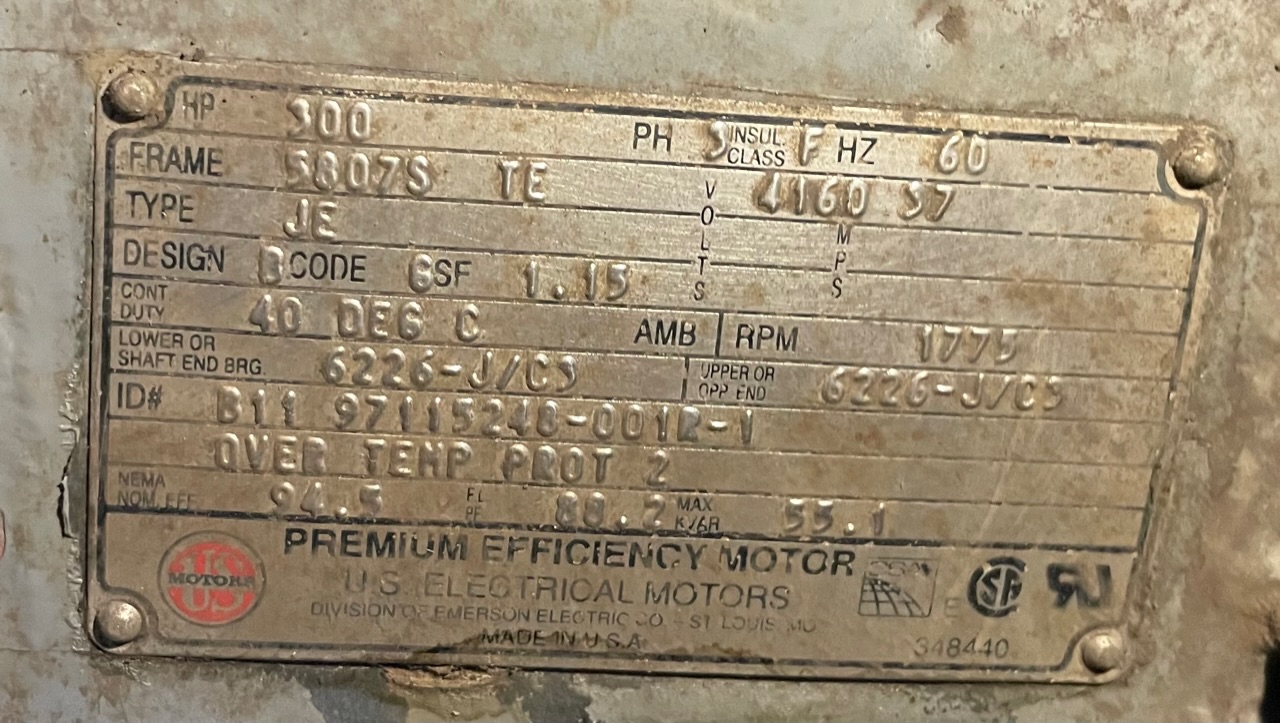 HP 300 PH 3 INSUL. CLASS F HZ 60
FRAME 5807S TE VOLTS 4160 AMPS 37
TYPE JE
DESIGN B CODE G SF 1.15
CONT DUTY 40 DEG C AMB RPM 1775
LOWER OR SHAFT END BRG. 6226-J/C3 UPPER OR OPP END 6226-J/C3
ID# B11 97115248-001R-1
OVER TEMP PROT 2
NEMA NOM. EFF. 94.5 FL PF 88.2 MAX KVAR
PREMIUM EFFICIENCY MOTOR
US MOTORS
U.S. ELECTRICAL MOTORS
DIVISION OF EMERSON ELECTRIC CO - ST LOUIS MO
MADE IN U.S.A.
348440